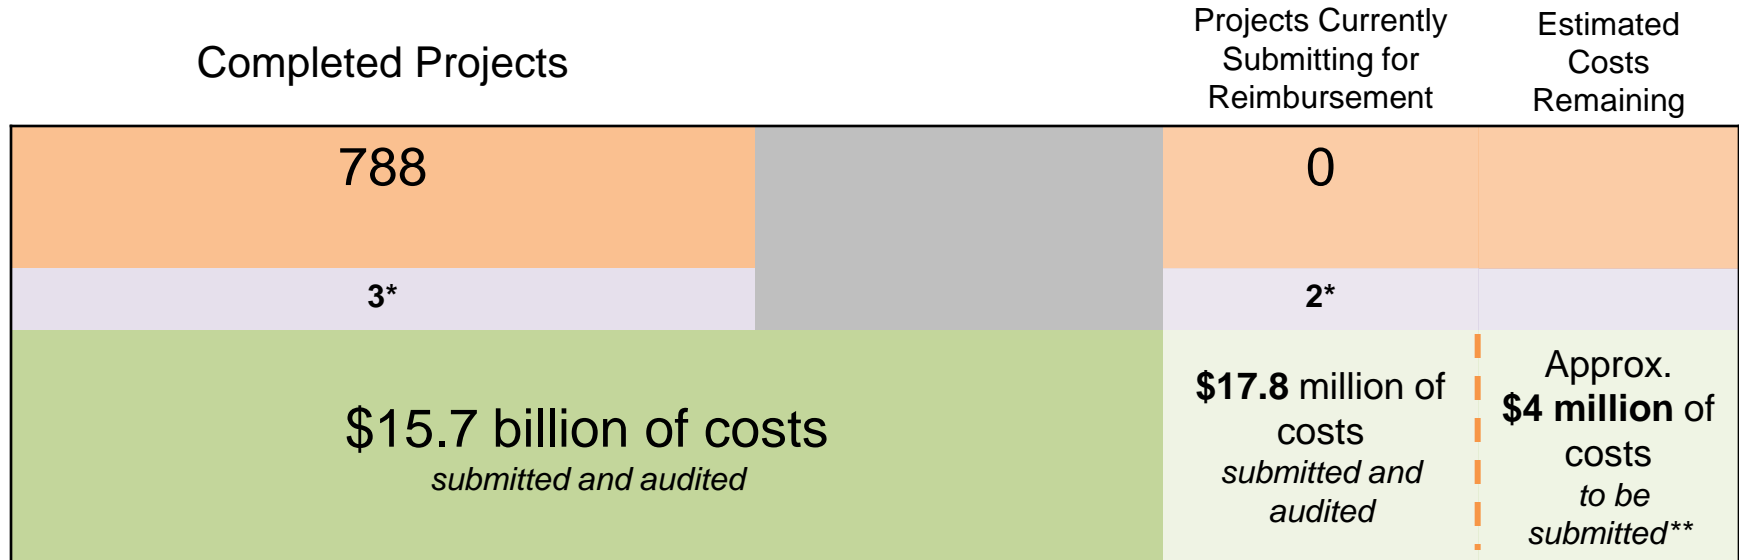 Completed Projects
Projects Currently
Submitting for
Reimbursement
Estimated
Costs
Remaining
788
0
3*
2*
$15.7 billion of costs
submitted and audited
$17.8 million of
costs
submitted and
audited
Approx.
$4 million of
costs
to be
submitted**